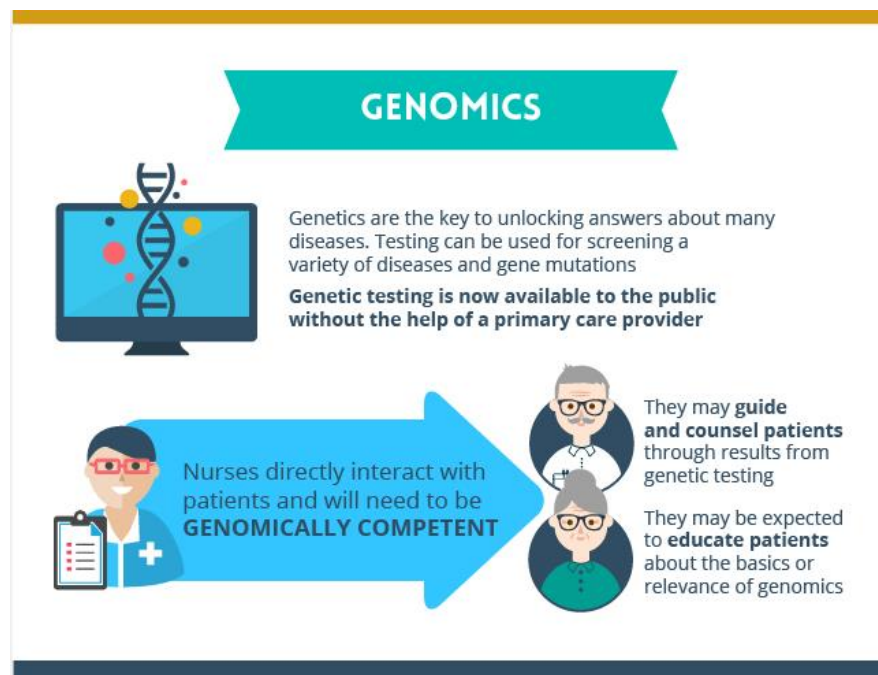 GENOMICS
Genetics are the key to unlocking answers about many
diseases. Testing can be used for screening a
variety of diseases and gene mutations
Genetic testing is now available to the public
without the help of a primary care provider
Nurses directly interact with
patients and will need to be
GENOMICALLY COMPETENT
They may guide
and counsel patients
through results from
genetic testing
They may be expected
to educate patients
about the basics or
relevance of genomics